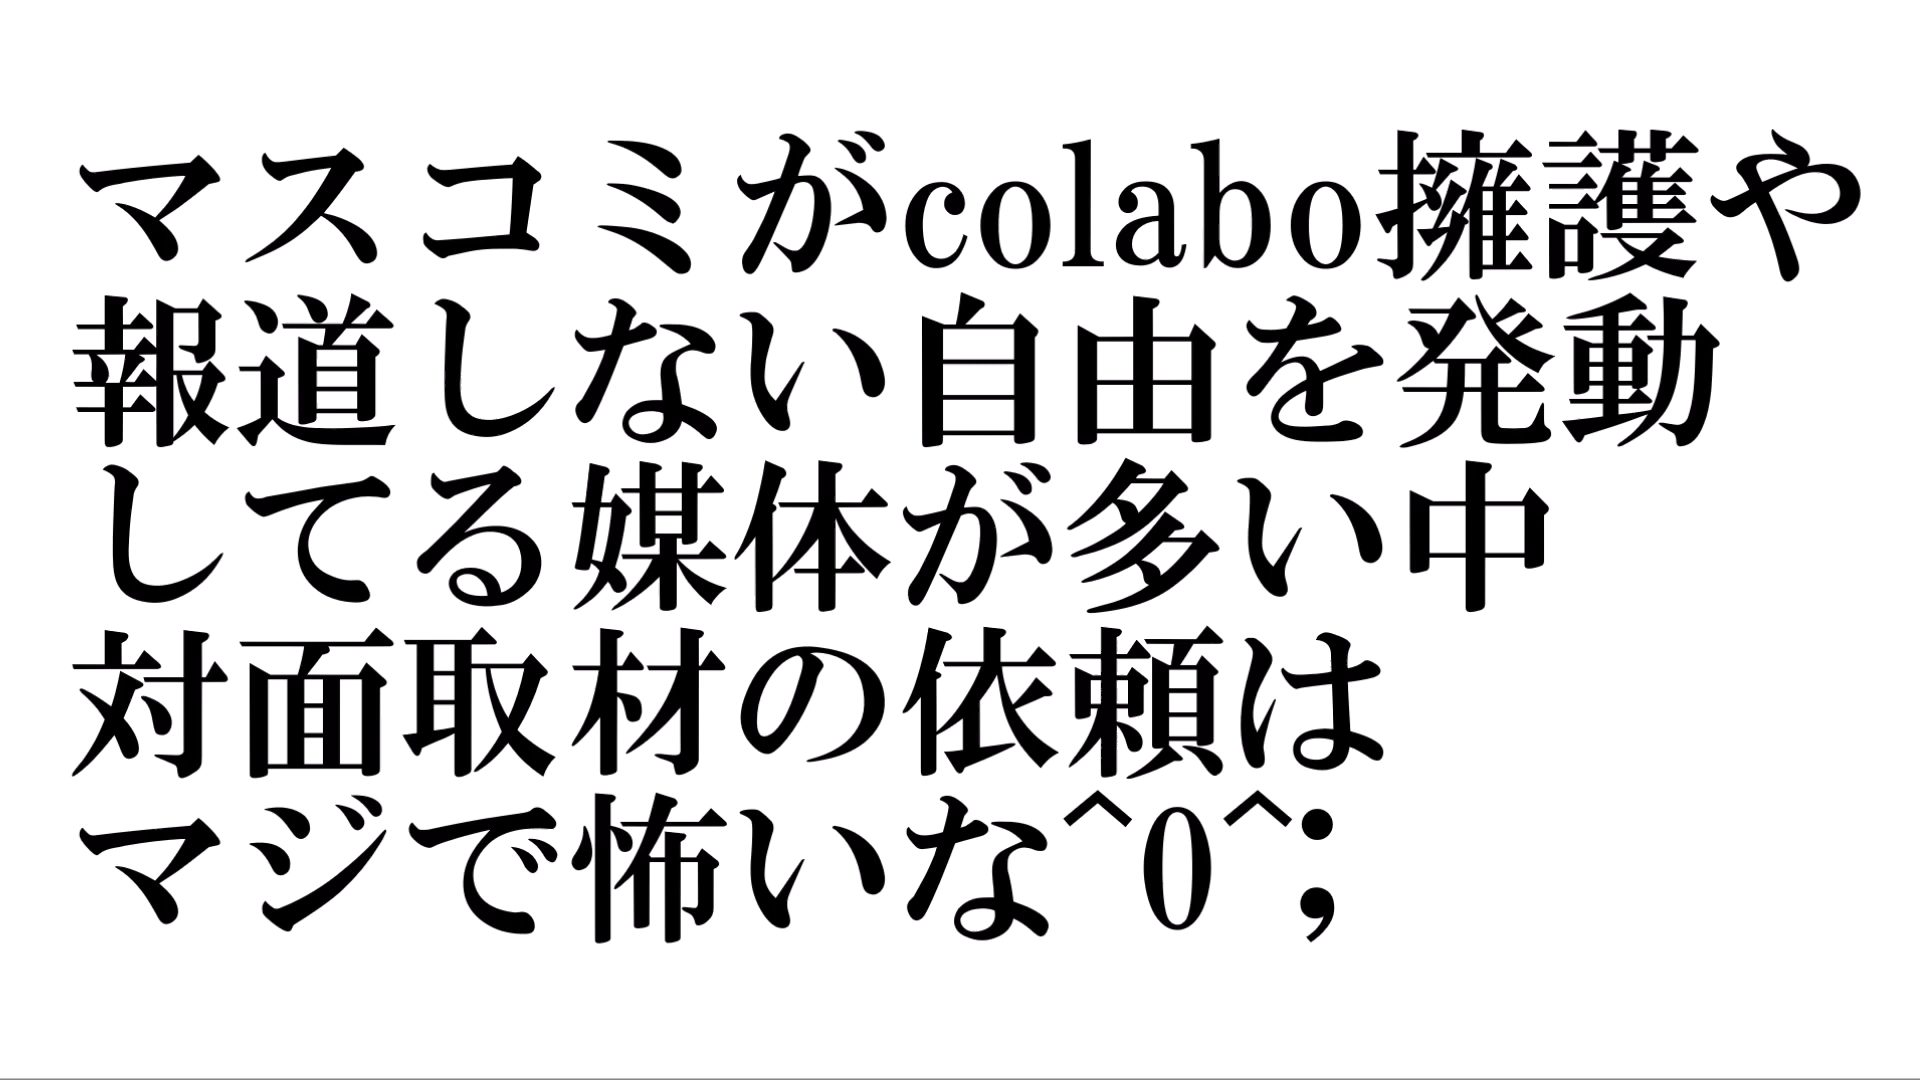 マスコミがcolabo擁護や
報道しない自由を発動
してる媒体が多い中
対面取材の依頼は
マジで怖いな^0^;